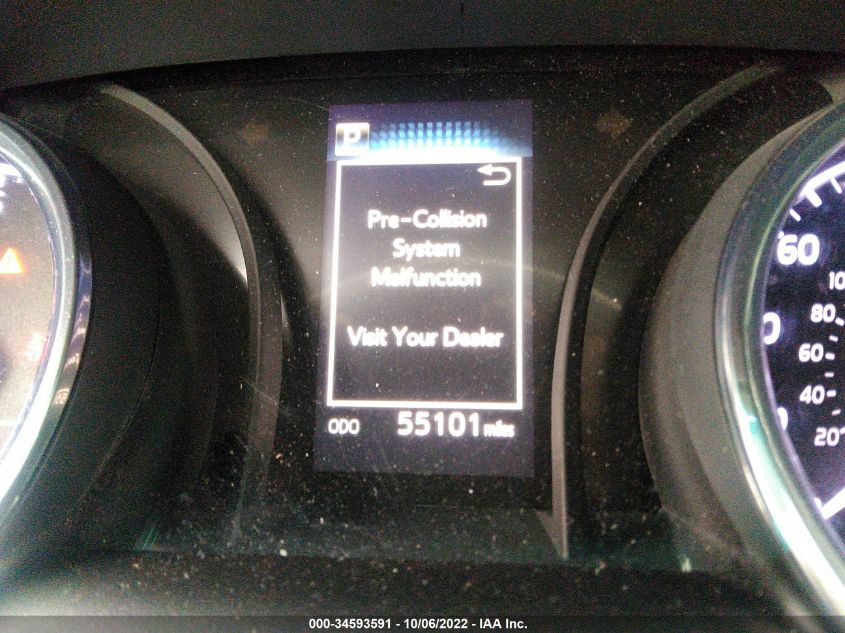 P
Pre-Collision
System
Malfunction
Visit Your Dealer
ODO 55101 miles
60
80
60
40
20
000-34593591 - 10/06/2022 - IAA Inc.